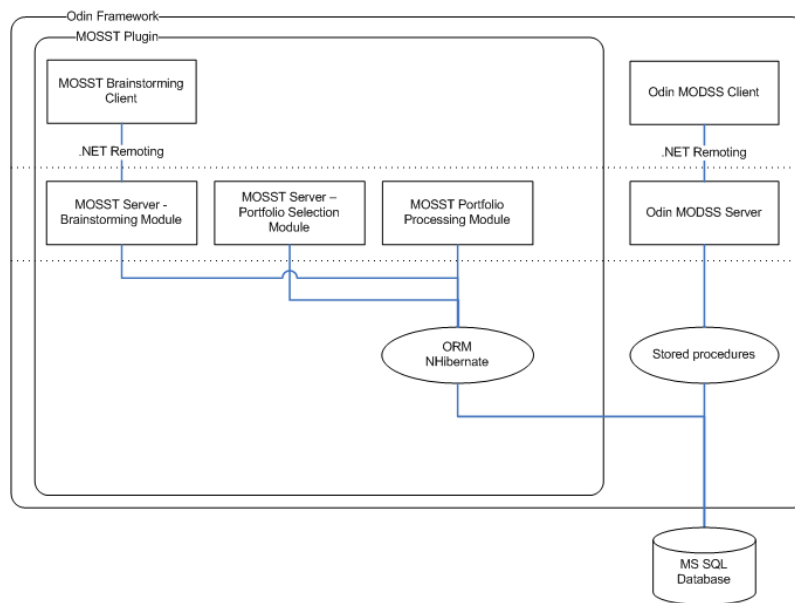 Odin Framework
MOSST Plugin
MOSST Brainstorming
Client
Odin MODSS Client
.NET Remoting
.NET Remoting
MOSST Server -
Brainstorming Module
MOSST Server –
Portfolio Selection
Module
MOSST Portfolio
Processing Module
Odin MODSS Server
ORM
NHibernate
Stored procedures
MS SQL
Database